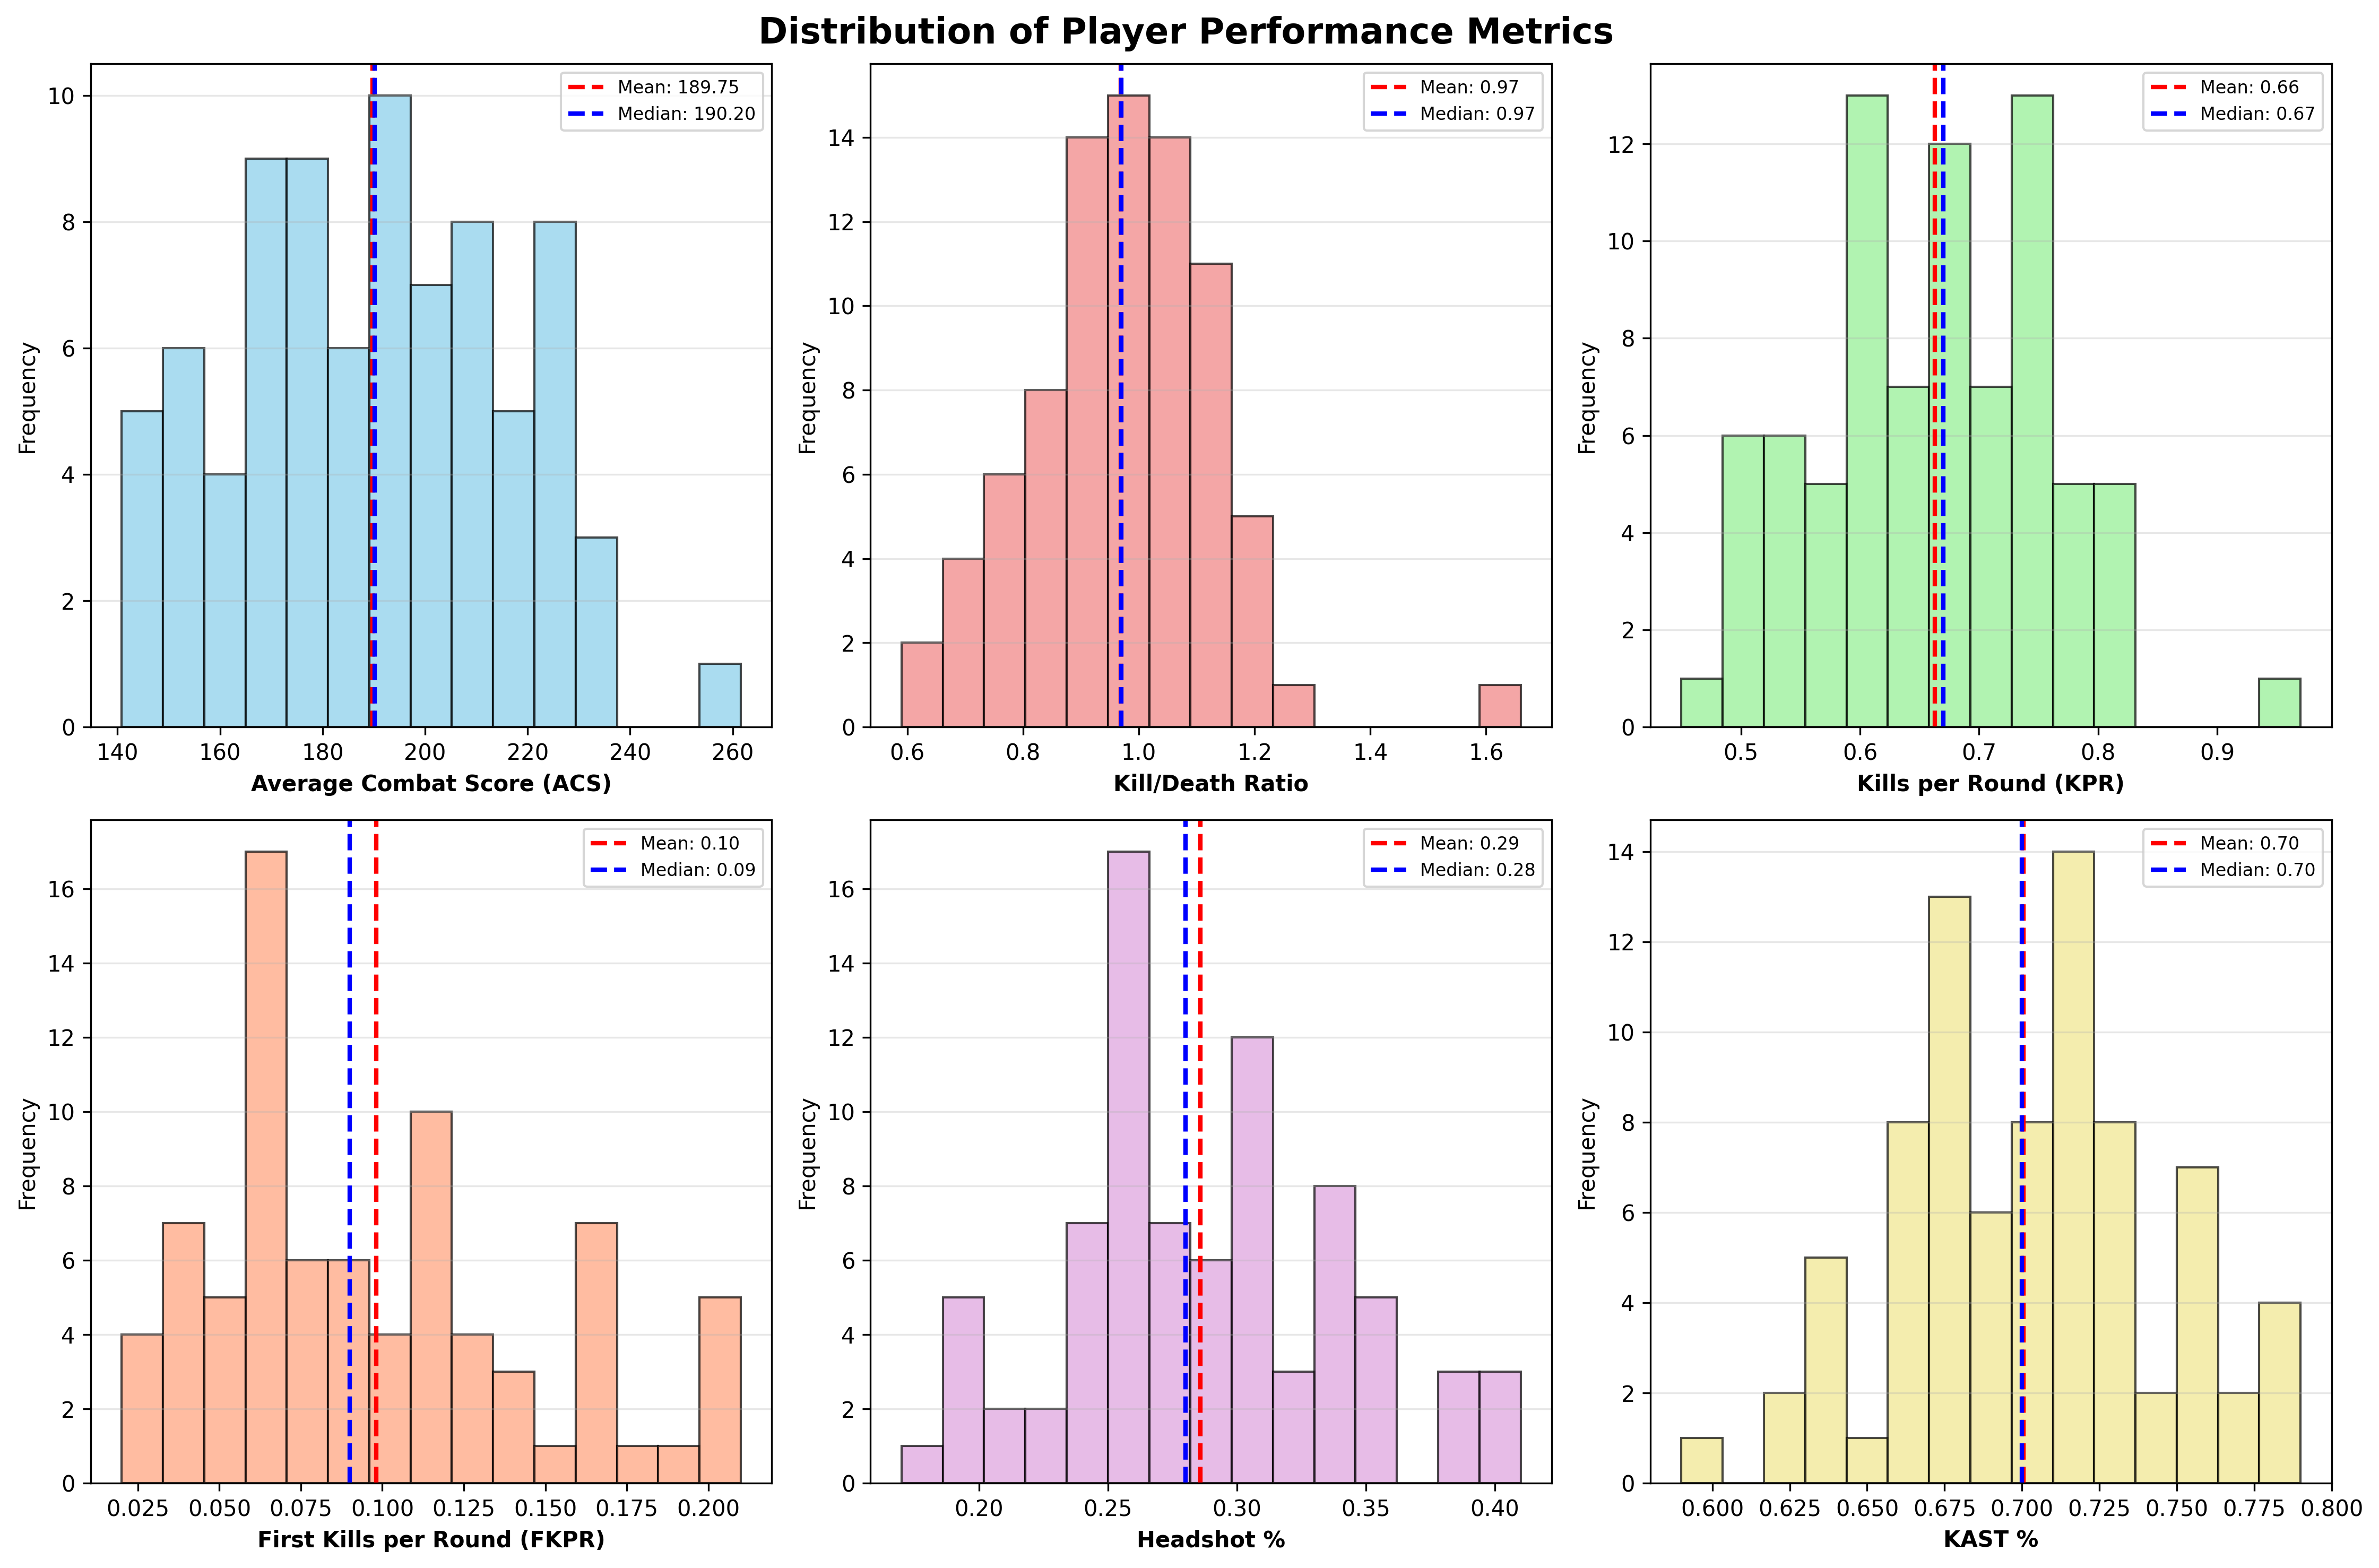 Distribution of Player Performance Metrics
Mean: 189.75
Median: 190.20
Frequency
0
2
4
6
8
10
140 160 180 200 220 240 260
Average Combat Score (ACS)
Mean: 0.97
Median: 0.97
Frequency
0
2
4
6
8
10
12
14
0.6 0.8 1.0 1.2 1.4 1.6
Kill/Death Ratio
Mean: 0.66
Median: 0.67
Frequency
0
2
4
6
8
10
12
0.5 0.6 0.7 0.8 0.9
Kills per Round (KPR)
Mean: 0.10
Median: 0.09
Frequency
0
2
4
6
8
10
12
14
16
0.025 0.050 0.075 0.100 0.125 0.150 0.175 0.200
First Kills per Round (FKPR)
Mean: 0.29
Median: 0.28
Frequency
0
2
4
6
8
10
12
14
16
0.20 0.25 0.30 0.35 0.40
Headshot %
Mean: 0.70
Median: 0.70
Frequency
0
2
4
6
8
10
12
14
0.600 0.625 0.650 0.675 0.700 0.725 0.750 0.775 0.800
KAST %